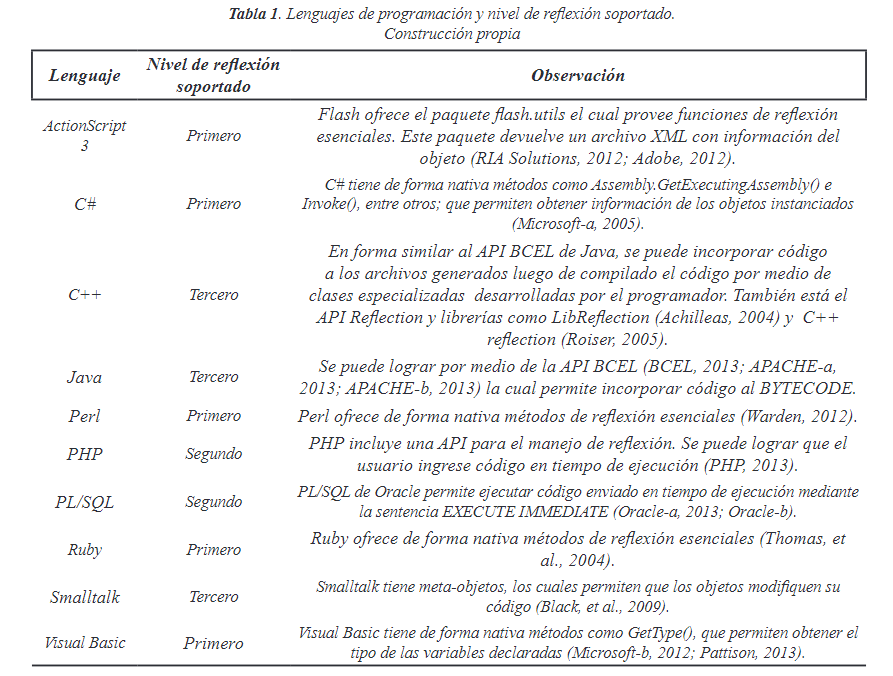 Tabla 1. Lenguajes de programación y nivel de reflexión soportado.
Construcción propia
Lenguaje Nivel de reflexión soportado Observación
ActionScript 3 Primero Flash ofrece el paquete flash.utils el cual provee funciones de reflexión
esenciales. Este paquete devuelve un archivo XML con información del
objeto (RIA Solutions, 2012; Adobe, 2012).
C# Primero C# tiene de forma nativa métodos como Assembly.GetExecutingAssembly() e
Invoke(), entre otros; que permiten obtener información de los objetos instanciados
(Microsoft-a, 2005).
C++ Tercero En forma similar al API BCEL de Java, se puede incorporar código
a los archivos generados luego de compilado el código por medio de
clases especializadas desarrolladas por el programador. También está el
API Reflection y librerías como LibReflection (Achilleas, 2004) y C++
reflection (Roiser, 2005).
Java Tercero Se puede lograr por medio de la API BCEL (BCEL, 2013; APACHE-a,
2013; APACHE-b, 2013) la cual permite incorporar código al BYTECODE.
Perl Primero Perl ofrece de forma nativa métodos de reflexión esenciales (Warden, 2012).
PHP Segundo PHP incluye una API para el manejo de reflexión. Se puede lograr que el
usuario ingrese código en tiempo de ejecución (PHP, 2013).
PL/SQL Segundo PL/SQL de Oracle permite ejecutar código enviado en tiempo de ejecución mediante
la sentencia EXECUTE IMMEDIATE (Oracle-a, 2013; Oracle-b).
Ruby Primero Ruby ofrece de forma nativa métodos de reflexión esenciales (Thomas, et
al., 2004).
Smalltalk Tercero Smalltalk tiene meta-objetos, los cuales permiten que los objetos modifiquen su
código (Black, et al., 2009).
Visual Basic Primero Visual Basic tiene de forma nativa métodos como GetType(), que permiten obtener el
tipo de las variables declaradas (Microsoft-b, 2012; Pattison, 2013).